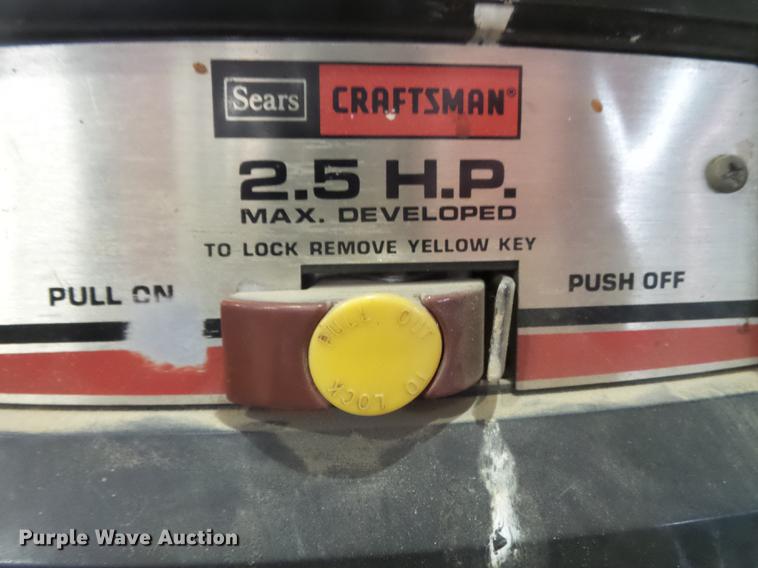 Sears CRAFTSMAN®
2.5 H.P.
MAX. DEVELOPED
TO LOCK REMOVE YELLOW KEY
PULL ON
PUSH OFF
PULL OUT
TO LOCK
Purple Wave Auction